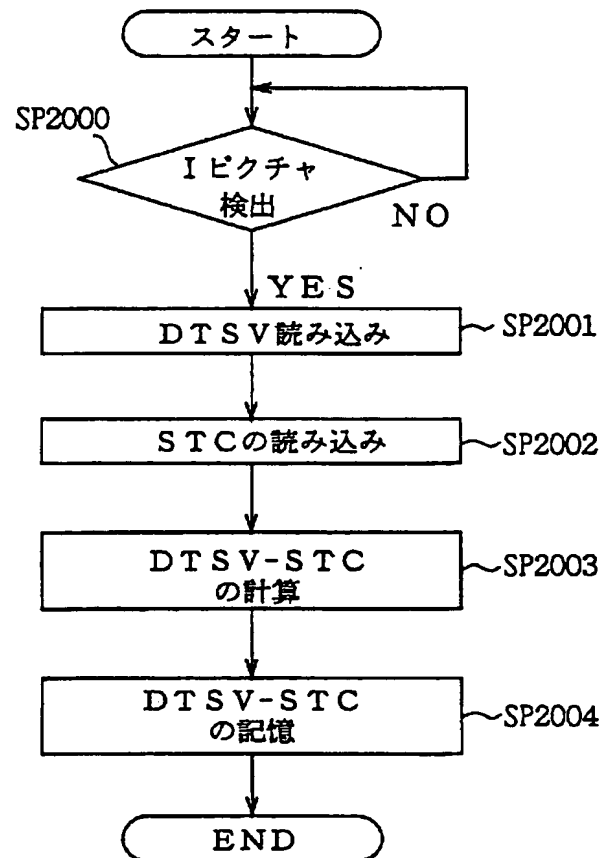 スタート
SP2000
Iピクチャ
検出
NO
YES
DTSV読み込み
SP2001
STCの読み込み
SP2002
DTSV-STC
の計算
SP2003
DTSV-STC
の記憶
SP2004
END